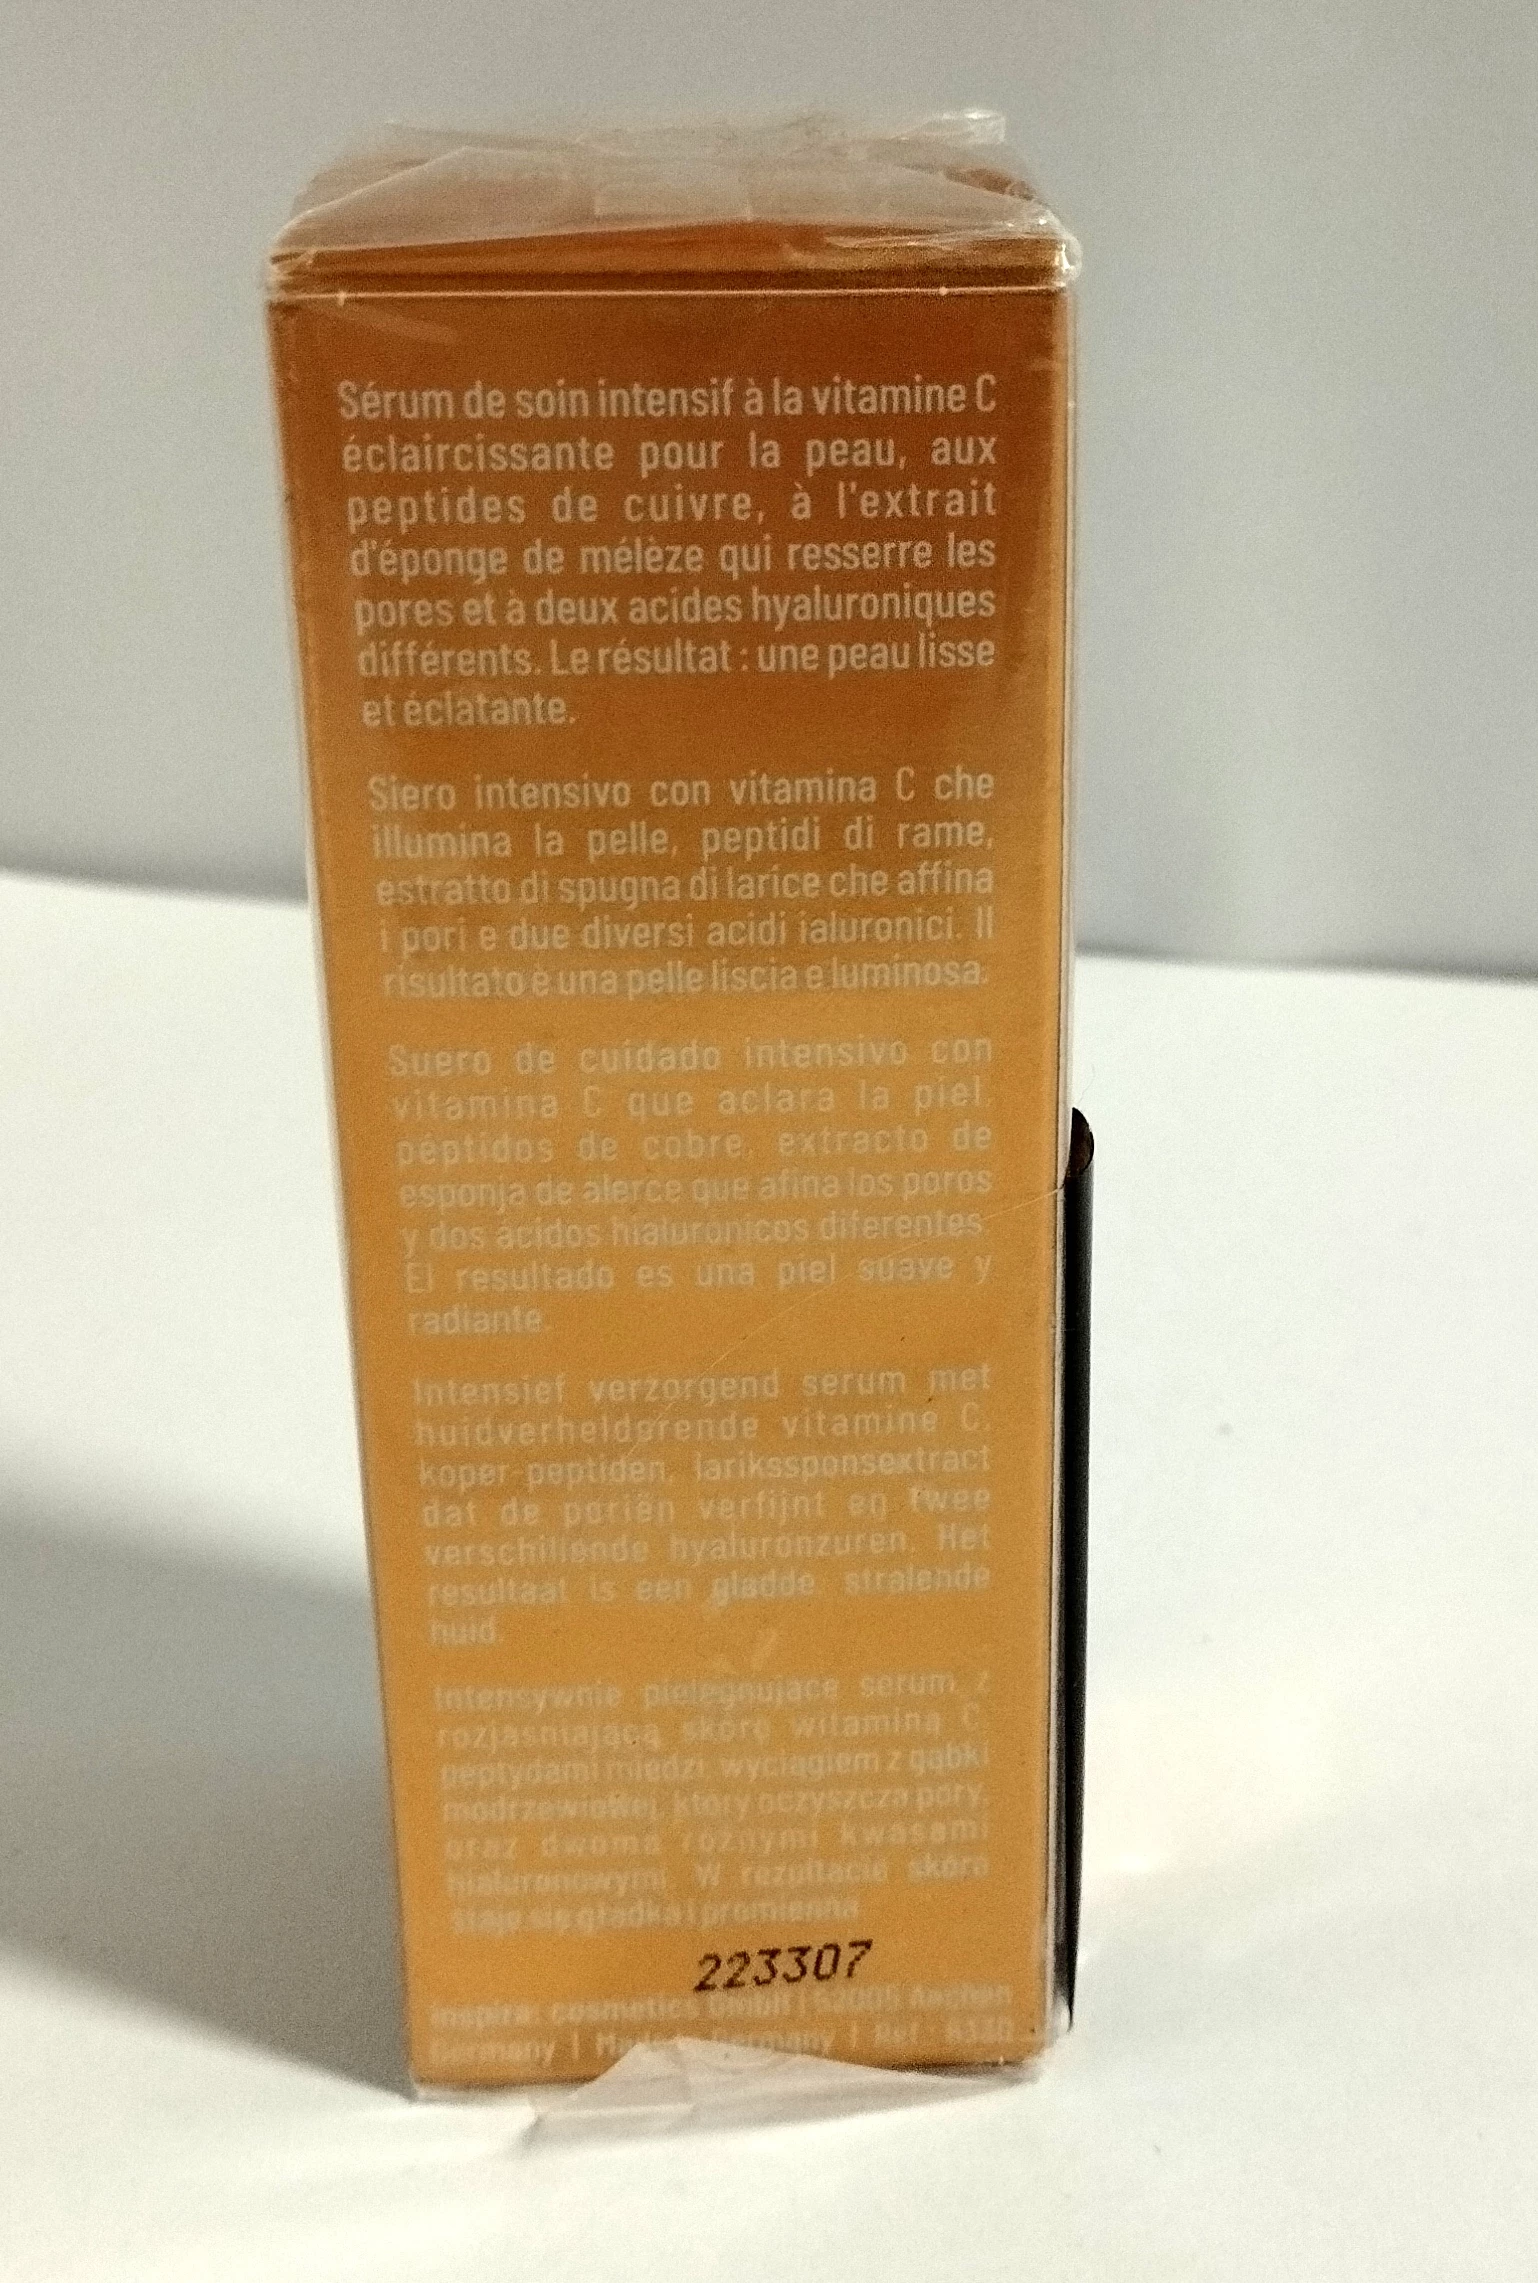 Sérum de soin intensif à la vitamine C
éclaircissante pour la peau, aux
peptides de cuivre, à l'extrait
d'éponge de mélèze qui resserre les
pores et à deux acides hyaluroniques
différents. Le résultat : une peau lisse
et éclatante.
Siero intensivo con vitamina C che
illumina la pelle, peptidi di rame,
estratto di spugna di larice che affina
i pori e due diversi acidi ialuronici. Il
risultato è una pelle liscia e luminosa.
Suero de cuidado intensivo con
vitamina C que aclara la piel,
péptidos de cobre, extracto de
esponja de alerce que afina los poros
y dos ácidos hialurónicos diferentes.
El resultado es una piel suave y
radiante.
Intensief verzorgend serum met
huidverhelderende vitamine C,
koper-peptiden, larikssponsextract
dat de poriën verfijnt en twee
verschillende hyaluronzuren. Het
resultaat is een gladde stralende
huid.
Intensywnie pielęgnujące serum z
rozjaśniającą skórę witaminą C
peptydami miedzi, wyciągiem z gąbki
modrzewiowej, który oczyszcza pory,
oraz dwoma różnymi kwasami
hialuronowymi. W rezultacie skóra
staje się gładka i promienna
223307
inspira: cosmetics GmbH | 52005 Aachen
Germany | Germany | Ref.: